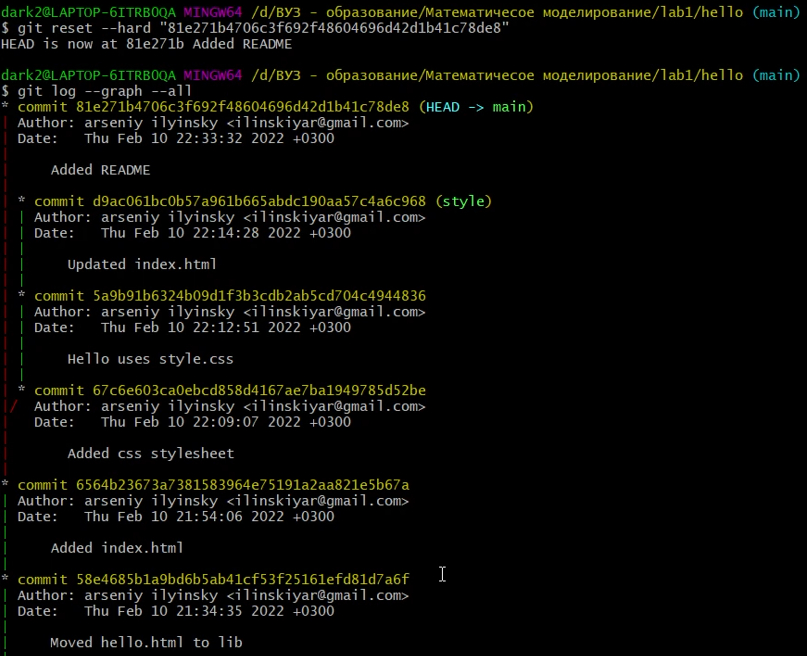 dark2@LAPTOP-6ITRB0QA MINGW64 /d/ВУЗ - образование/Математичесое моделирование/lab1/hello (main)
$ git reset --hard "81e271b4706c3f692f48604696d42d1b41c78de8"
HEAD is now at 81e271b Added README
dark2@LAPTOP-6ITRB0QA MINGW64 /d/ВУЗ - образование/Математичесое моделирование/lab1/hello (main)
$ git log --graph --all
* commit 81e271b4706c3f692f48604696d42d1b41c78de8 (HEAD -> main)
| Author: arseniy ilyinsky <ilinskiyar@gmail.com>
| Date:   Thu Feb 10 22:33:32 2022 +0300
|
|     Added README
|
| * commit d9ac061bc0b57a961b665abdc190aa57c4a6c968 (style)
| | Author: arseniy ilyinsky <ilinskiyar@gmail.com>
| | Date:   Thu Feb 10 22:14:28 2022 +0300
| |
| |     Updated index.html
| |
| * commit 5a9b91b6324b09d1f3b3cdb2ab5cd704c4944836
| | Author: arseniy ilyinsky <ilinskiyar@gmail.com>
| | Date:   Thu Feb 10 22:12:51 2022 +0300
| |
| |     Hello uses style.css
| |
| * commit 67c6e603ca0ebcd858d4167ae7ba1949785d52be
|/  Author: arseniy ilyinsky <ilinskiyar@gmail.com>
|   Date:   Thu Feb 10 22:09:07 2022 +0300
|
|       Added css stylesheet
|
* commit 6564b23673a7381583964e75191a2aa821e5b67a
| Author: arseniy ilyinsky <ilinskiyar@gmail.com>
| Date:   Thu Feb 10 21:54:06 2022 +0300
|
|     Added index.html
|
* commit 58e4685b1a9bd6b5ab41cf53f25161efd81d7a6f
| Author: arseniy ilyinsky <ilinskiyar@gmail.com>
| Date:   Thu Feb 10 21:34:35 2022 +0300
|
|     Moved hello.html to lib